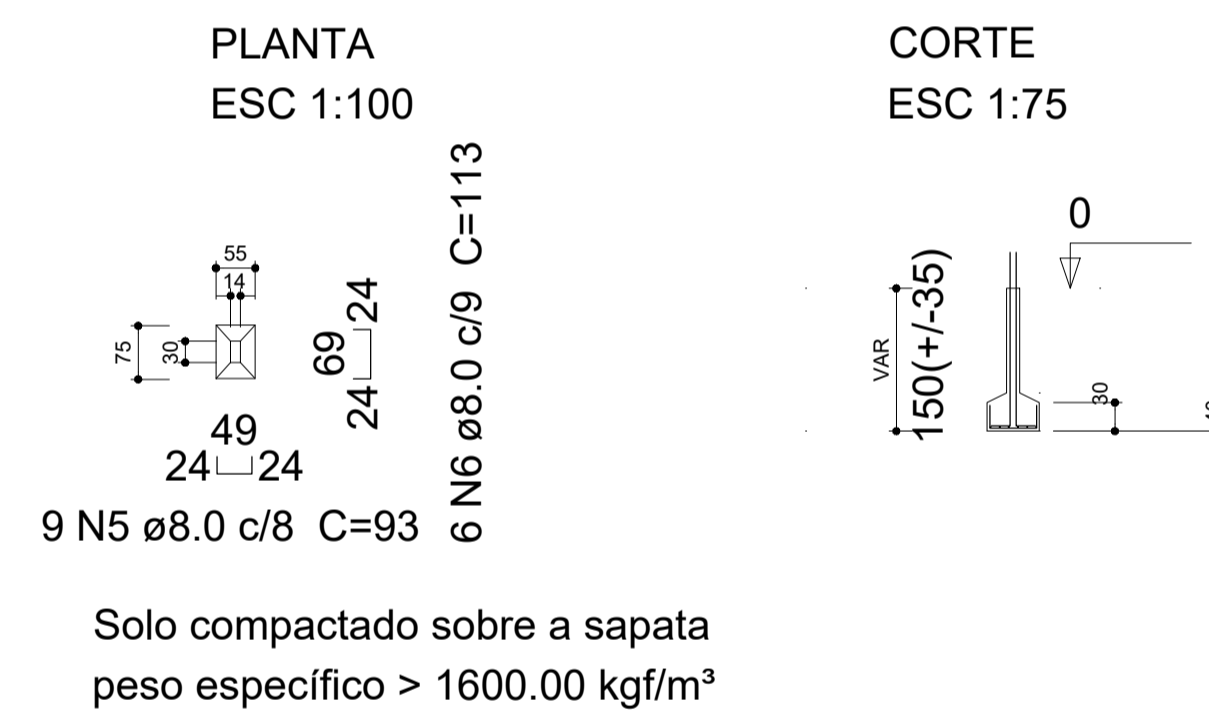 PLANTA
ESC 1:100
55
14
75
30
24
69
24
6 N6 ø8.0 c/9 C=113
49
24 24
9 N5 ø8.0 c/8 C=93
Solo compactado sobre a sapata
peso específico > 1600.00 kgf/m³
CORTE
ESC 1:75
0
VAR
150(+/-35)
30